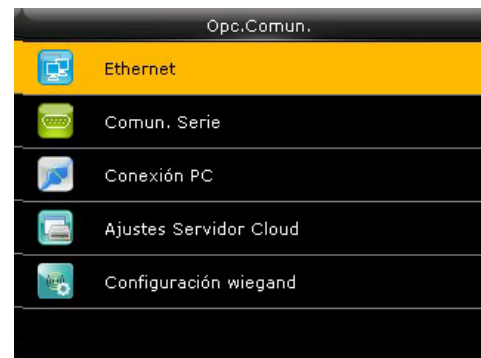 Opc.Comun.
Ethernet
Comun. Serie
Conexión PC
Ajustes Servidor Cloud
Configuración wiegand